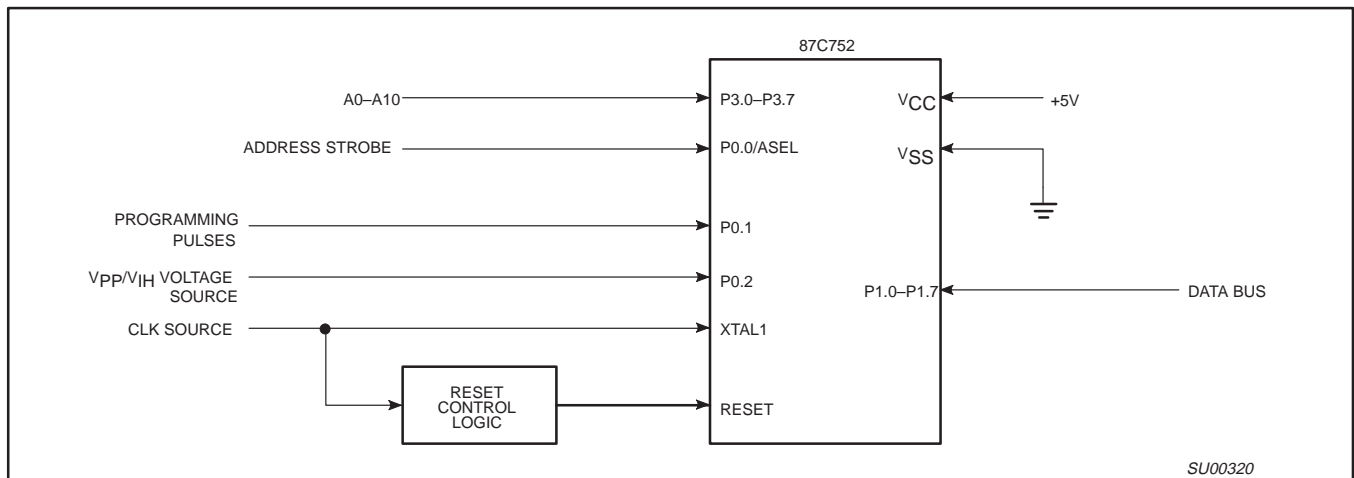 87C752
A0–A10
P3.0–P3.7
VCC
+5V
ADDRESS STROBE
P0.0/ASEL
VSS
PROGRAMMING
PULSES
P0.1
VPP/VIH VOLTAGE
SOURCE
P0.2
P1.0–P1.7
DATA BUS
CLK SOURCE
XTAL1
RESET
CONTROL
LOGIC
RESET
SU00320